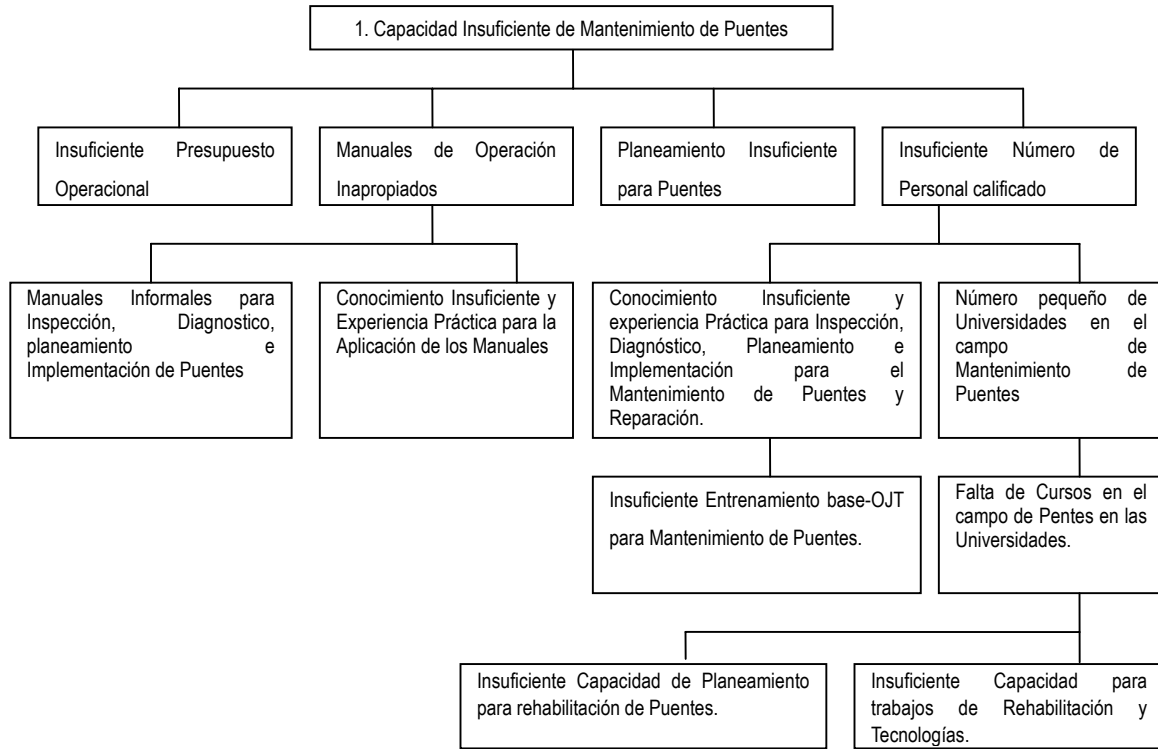 1. Capacidad Insuficiente de Mantenimiento de Puentes
Insuficiente Presupuesto
Operacional
Manuales de Operación
Inapropiados
Planeamiento Insuficiente
para Puentes
Insuficiente Número de
Personal calificado
Manuales Informales para
Inspección, Diagnostico,
planeamiento e
Implementación de Puentes
Conocimiento Insuficiente y
Experiencia Práctica para la
Aplicación de los Manuales
Conocimiento Insuficiente y
experiencia Práctica para Inspección,
Diagnóstico, Planeamiento e
Implementación para el
Mantenimiento de Puentes y
Reparación.
Número pequeño de
Universidades en el
campo de
Mantenimiento de
Puentes
Insuficiente Entrenamiento base-OJT
para Mantenimiento de Puentes.
Falta de Cursos en el
campo de Pentes en las
Universidades.
Insuficiente Capacidad de Planeamiento
para rehabilitación de Puentes.
Insuficiente Capacidad para
trabajos de Rehabilitación y
Tecnologías.